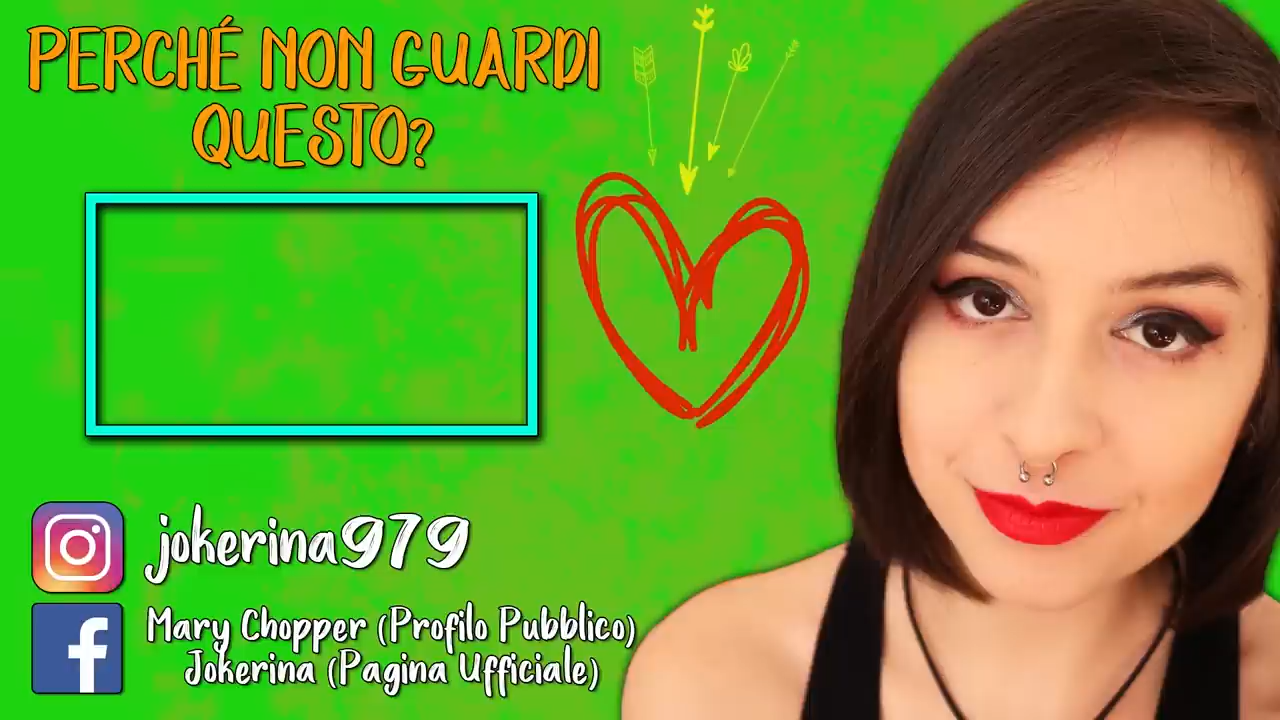 PERCHÉ NON GUARDI
QUESTO?
jokerina979
Mary Chopper (Profilo Pubblico)
Jokerina (Pagina Ufficiale)